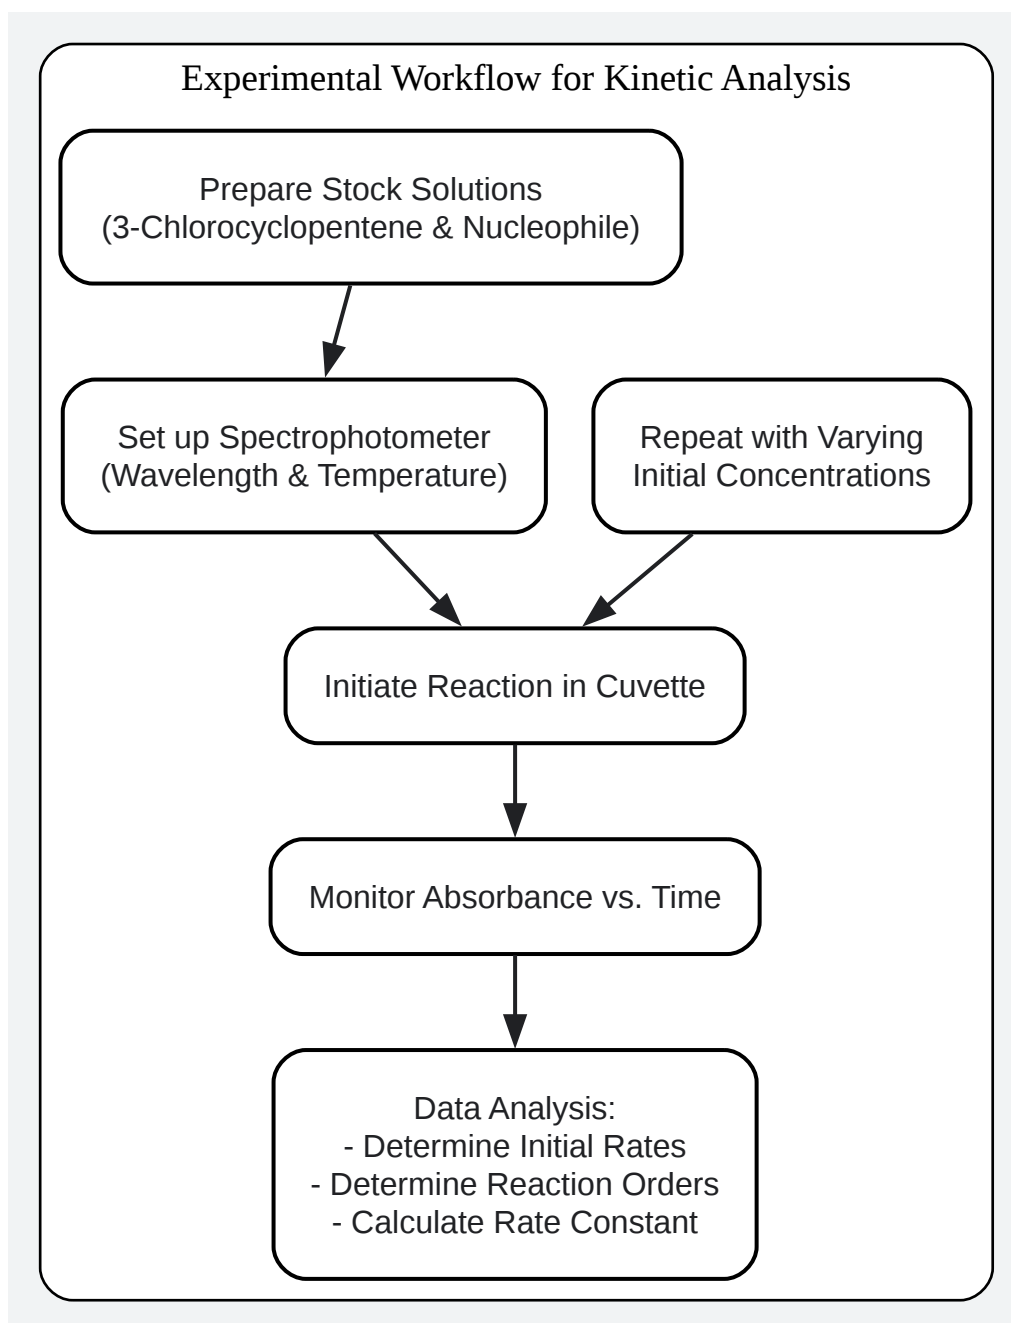 Experimental Workflow for Kinetic Analysis
Prepare Stock Solutions
(3-Chlorocyclopentene & Nucleophile)
Set up Spectrophotometer
(Wavelength & Temperature)
Repeat with Varying
Initial Concentrations
Initiate Reaction in Cuvette
Monitor Absorbance vs. Time
Data Analysis:
- Determine Initial Rates
- Determine Reaction Orders
- Calculate Rate Constant